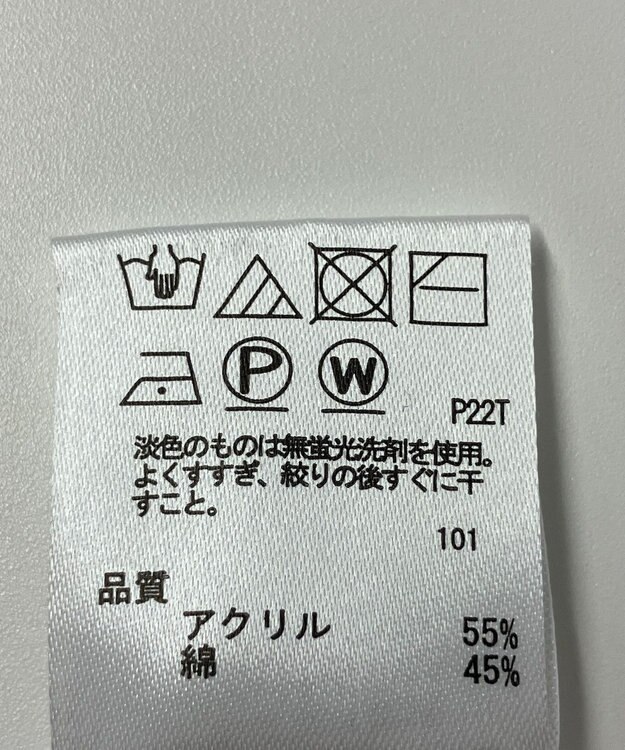 P W
P22T
淡色のものは無蛍光洗剤を使用。
よくすすぎ、絞りの後すぐに干
すこと。
101
品質
アクリル 55%
綿 45%